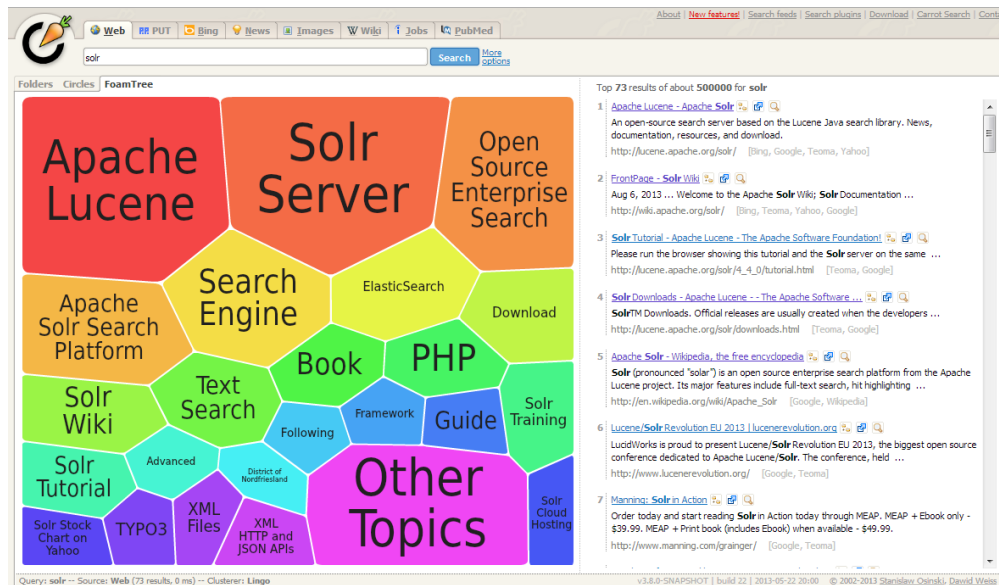 About | New features! | Search feeds | Search plugins | Download | Carrot Search |
Web PUT Bing News Images Wiki Jobs PubMed
solr Search More options
Folders Circles FoamTree
Apache Lucene
Solr Server
Open Source Enterprise Search
Apache Solr Search Platform
Search Engine
ElasticSearch
Download
Solr Wiki
Text Search
Book
PHP
Following
Framework
Guide
Solr Training
Solr Tutorial
Advanced
District of Nordfriesland
Other Topics
Solr Cloud Hosting
Solr Stock Chart on Yahoo
TYPO3
XML Files
XML HTTP and JSON APIs
Top 73 results of about 500000 for solr
1 Apache Lucene - Apache Solr
An open-source search server based on the Lucene Java search library. News,
documentation, resources, and download.
http://lucene.apache.org/solr/ [Bing, Google, Teoma, Yahoo]
2 FrontPage - Solr Wiki
Aug 6, 2013 ... Welcome to the Apache Solr Wiki; Solr Documentation ...
http://wiki.apache.org/solr/ [Bing, Teoma, Yahoo, Google]
3 Solr Tutorial - Apache Lucene - The Apache Software Foundation!
Please run the browser showing this tutorial and the Solr server on the same ...
http://lucene.apache.org/solr/4_4_0/tutorial.html [Teoma, Google]
4 Solr Downloads - Apache Lucene - - The Apache Software ...
SolrTM Downloads. Official releases are usually created when the developers ...
http://lucene.apache.org/solr/downloads.html [Teoma, Google]
5 Apache Solr - Wikipedia, the free encyclopedia
Solr (pronounced "solar") is an open source enterprise search platform from the Apache
Lucene project. Its major features include full-text search, hit highlighting ...
http://en.wikipedia.org/wiki/Apache_Solr [Google, Wikipedia]
6 Lucene/Solr Revolution EU 2013 | lucenerevolution.org
LucidWorks is proud to present Lucene/Solr Revolution EU 2013, the biggest open source
conference dedicated to Apache Lucene/Solr. The conference, held ...
http://www.lucenerevolution.org/ [Google, Teoma]
7 Manning: Solr in Action
Order today and start reading Solr in Action today through MEAP. MEAP + Ebook only -
$39.99. MEAP + Print book (includes Ebook) when available - $49.99.
http://www.manning.com/grainger/ [Google, Teoma]
Query: solr -- Source: Web (73 results, 0 ms) -- Clusterer: Lingo
v3.8.0-SNAPSHOT | build 22 | 2013-05-22 20:00 © 2002-2013 Stanislaw Osinski, Dawid Weiss